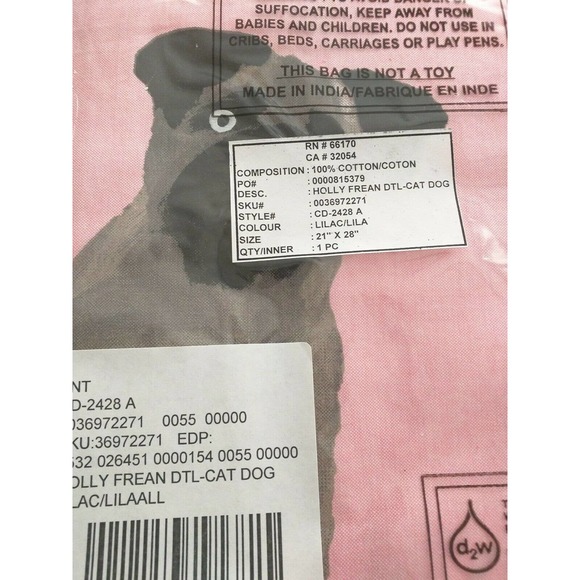 SUFFOCATION, KEEP AWAY FROM
BABIES AND CHILDREN. DO NOT USE IN
CRIBS, BEDS, CARRIAGES OR PLAY PENS.
THIS BAG IS NOT A TOY
MADE IN INDIA/FABRIQUE EN INDE
RN # 66170
CA # 32054
COMPOSITION : 100% COTTON/COTON
PO# : 0000815379
DESC. : HOLLY FREAN DTL-CAT DOG
SKU# : 0036972271
STYLE# : CD-2428 A
COLOUR : LILAC/LILA
SIZE : 21" X 28"
QTY/INNER : 1 PC
NT
D-2428 A
036972271 0055 00000
KU:36972271 EDP:
532 026451 0000154 0055 00000
OLLY FREAN DTL-CAT DOG
LAC/LILAALL
d2w